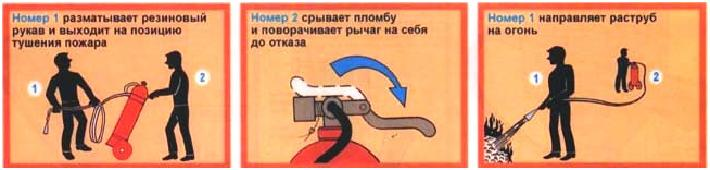 Номер 1 разматывает резиновый
рукав и выходит на позицию
тушения пожара
1
2
Номер 2 срывает пломбу
и поворачивает рычаг на себя
до отказа
Номер 1 направляет раструб
на огонь
1
2